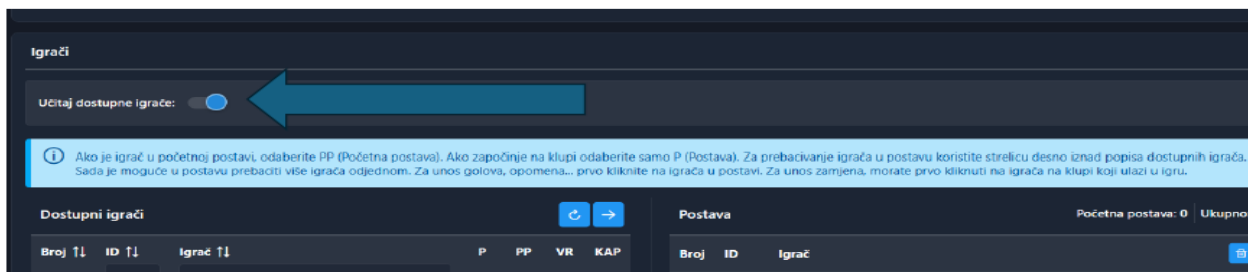 Igrači
Učitaj dostupne igrače:
Ako je igrač u početnoj postavi, odaberite PP (Početna postava). Ako započinje na klupi odaberite samo P (Postava). Za prebacivanje igrača u postavu koristite strelicu desno iznad popisa dostupnih igrača.
Sada je moguće u postavu prebaciti više igrača odjednom. Za unos golova, opomena... prvo kliknite na igrača u postavi. Za unos zamjena, morate prvo kliknuti na igrača na klupi koji ulazi u igru.
Dostupni igrači
Broj ID Igrač P PP VR KAP
Postava Početna postava: 0 Ukupno
Broj ID Igrač